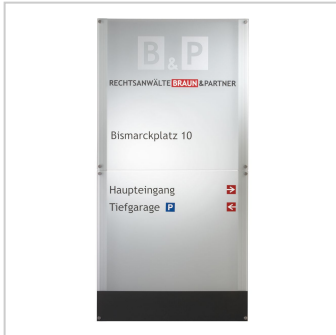 B&P
RECHTSANWÄLTE BRAUN & PARTNER
Bismarckplatz 10
Haupteingang
Tiefgarage P